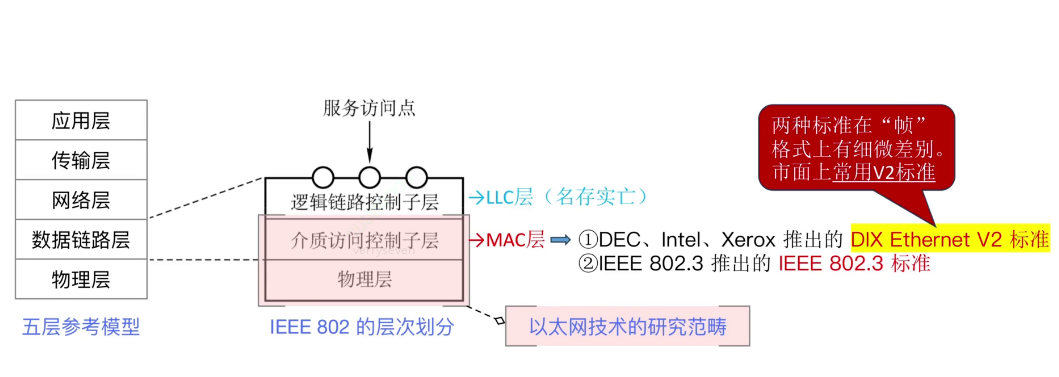 应用层
传输层
网络层
数据链路层
物理层
五层参考模型
服务访问点
逻辑链路控制子层
介质访问控制子层
物理层
IEEE 802 的层次划分
→LLC层（名存实亡）
→MAC层
①DEC、Intel、Xerox 推出的 DIX Ethernet V2 标准
②IEEE 802.3 推出的 IEEE 802.3 标准
两种标准在“帧”
格式上有细微差别。
市面上常用V2标准
以太网技术的研究范畴